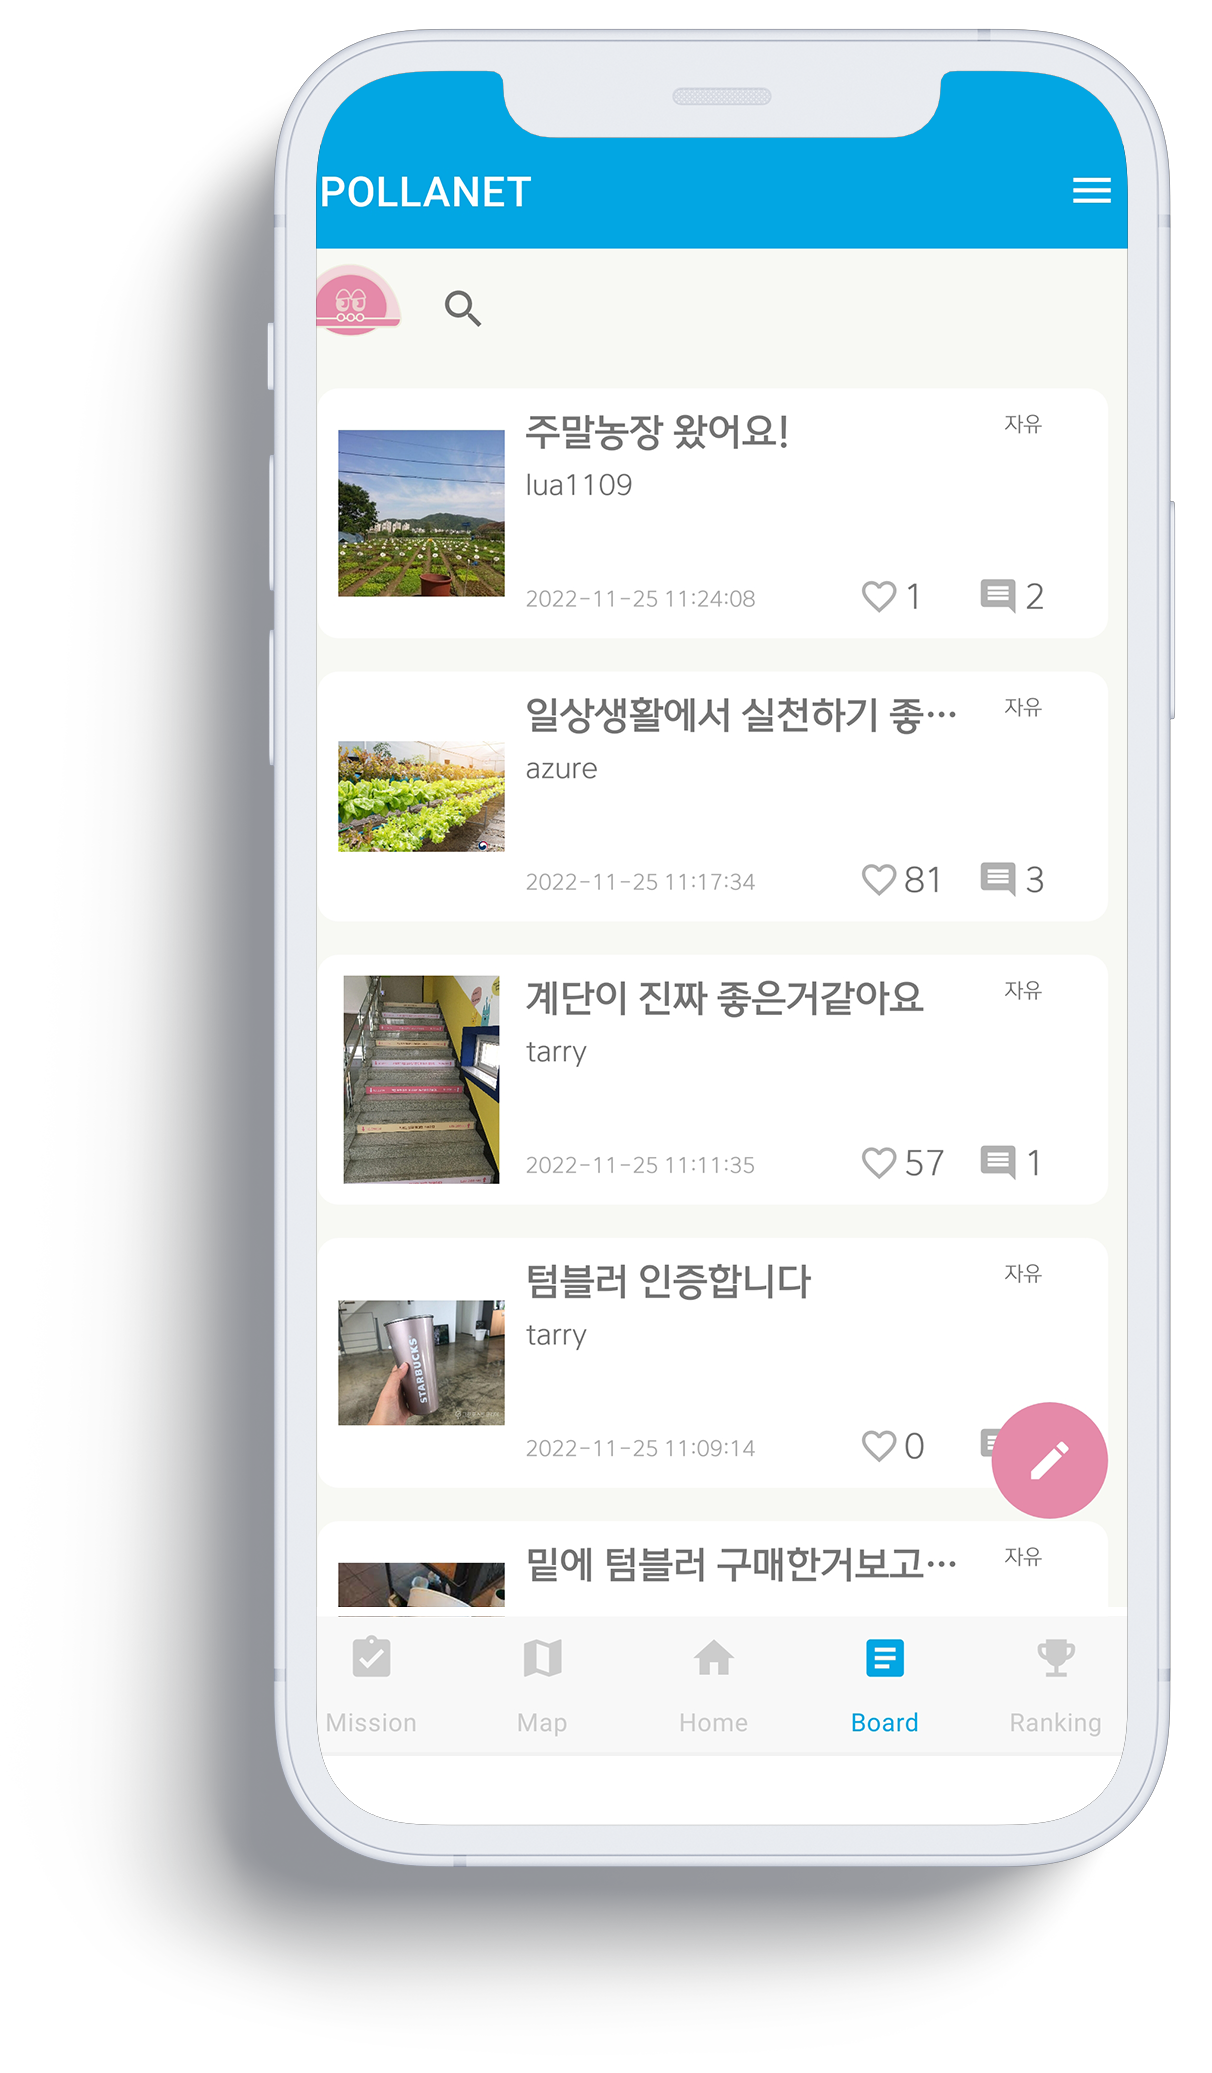 POLLANET
주말농장 왔어요!
자유
lua1109
2022-11-25 11:24:08
1
2
일상생활에서 실천하기 좋…
자유
azure
2022-11-25 11:17:34
81
3
계단이 진짜 좋은거같아요
자유
tarry
2022-11-25 11:11:35
57
1
텀블러 인증합니다
자유
tarry
STARBUCKS
2022-11-25 11:09:14
0
밑에 텀블러 구매한거보고…
자유
Mission
Map
Home
Board
Ranking